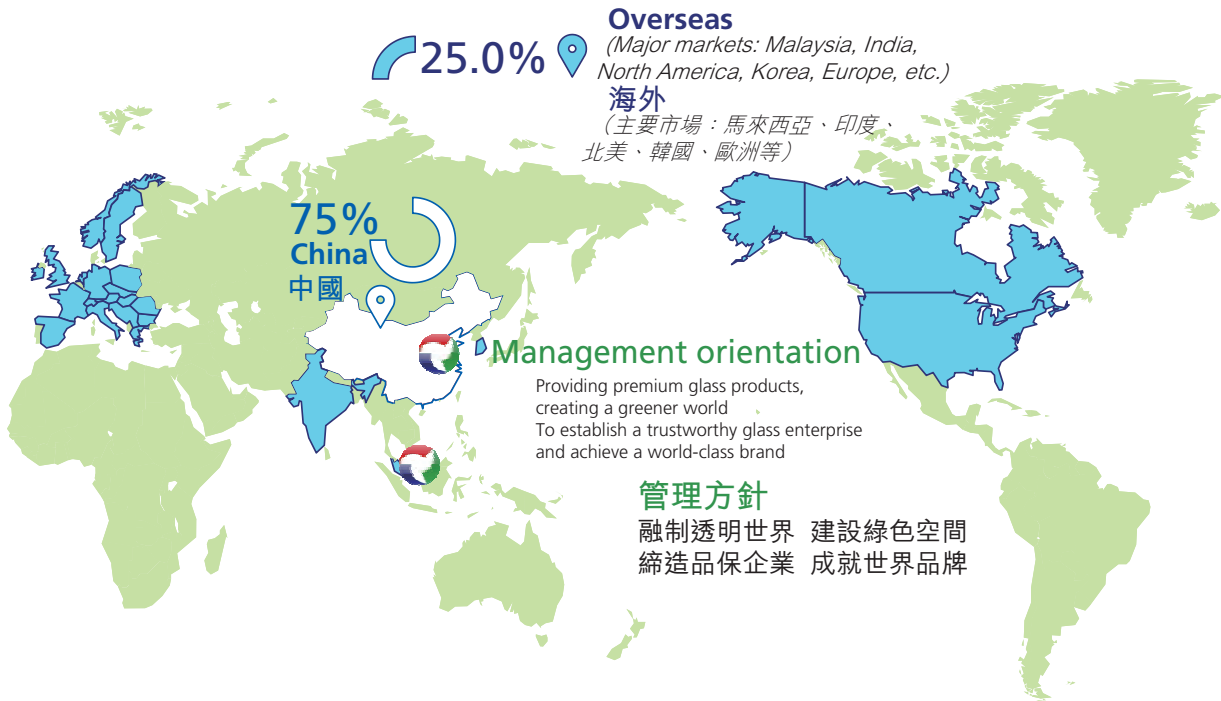 25.0%
Overseas
(Major markets: Malaysia, India,
North America, Korea, Europe, etc.)
海外
（主要市場：馬來西亞、印度、
北美、韓國、歐洲等）
75%
China
中國
Management orientation
Providing premium glass products,
creating a greener world
To establish a trustworthy glass enterprise
and achieve a world-class brand
管理方針
融制透明世界 建設綠色空間
締造品保企業 成就世界品牌